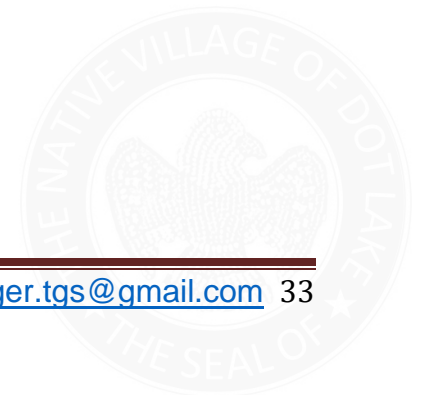 THE NATIVE VILLAGE OF DOT LAKE
ger.tgs@gmail.com 33
THE SEAL OF